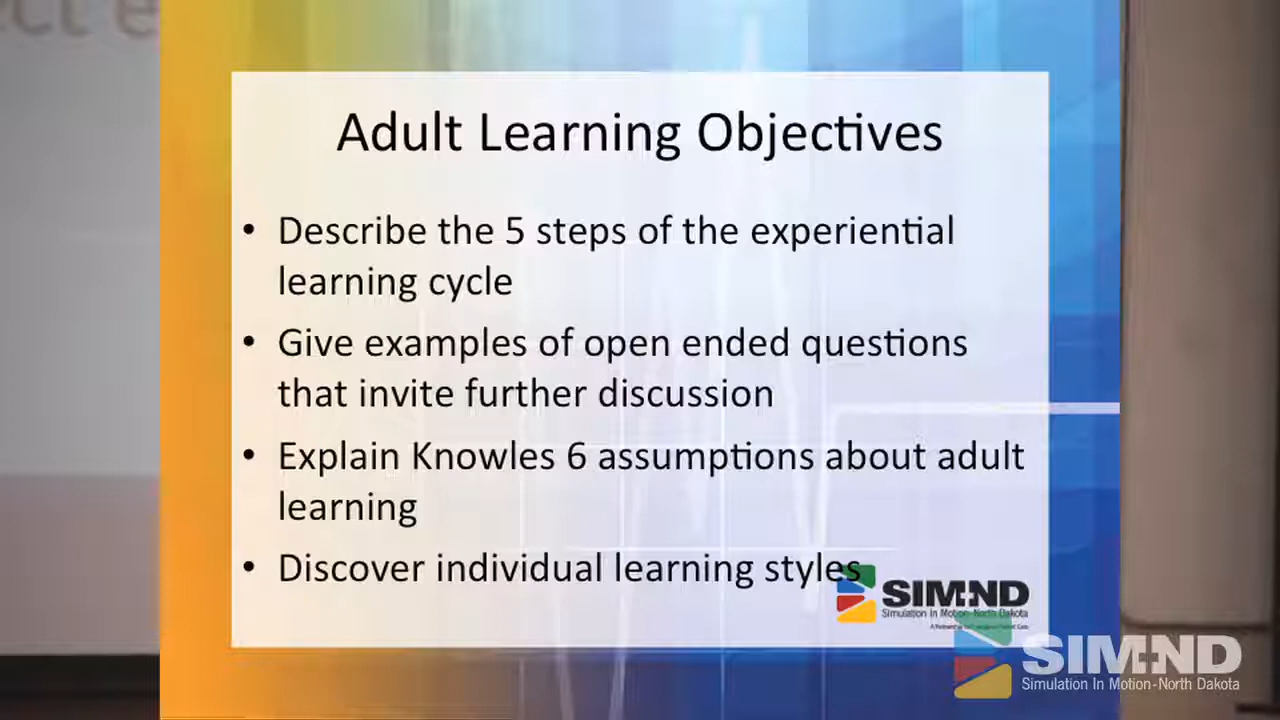 Adult Learning Objectives
• Describe the 5 steps of the experiential
learning cycle
• Give examples of open ended questions
that invite further discussion
• Explain Knowles 6 assumptions about adult
learning
• Discover individual learning styles
SIM-ND
Simulation In Motion-North Dakota
SIM-ND
Simulation In Motion-North Dakota